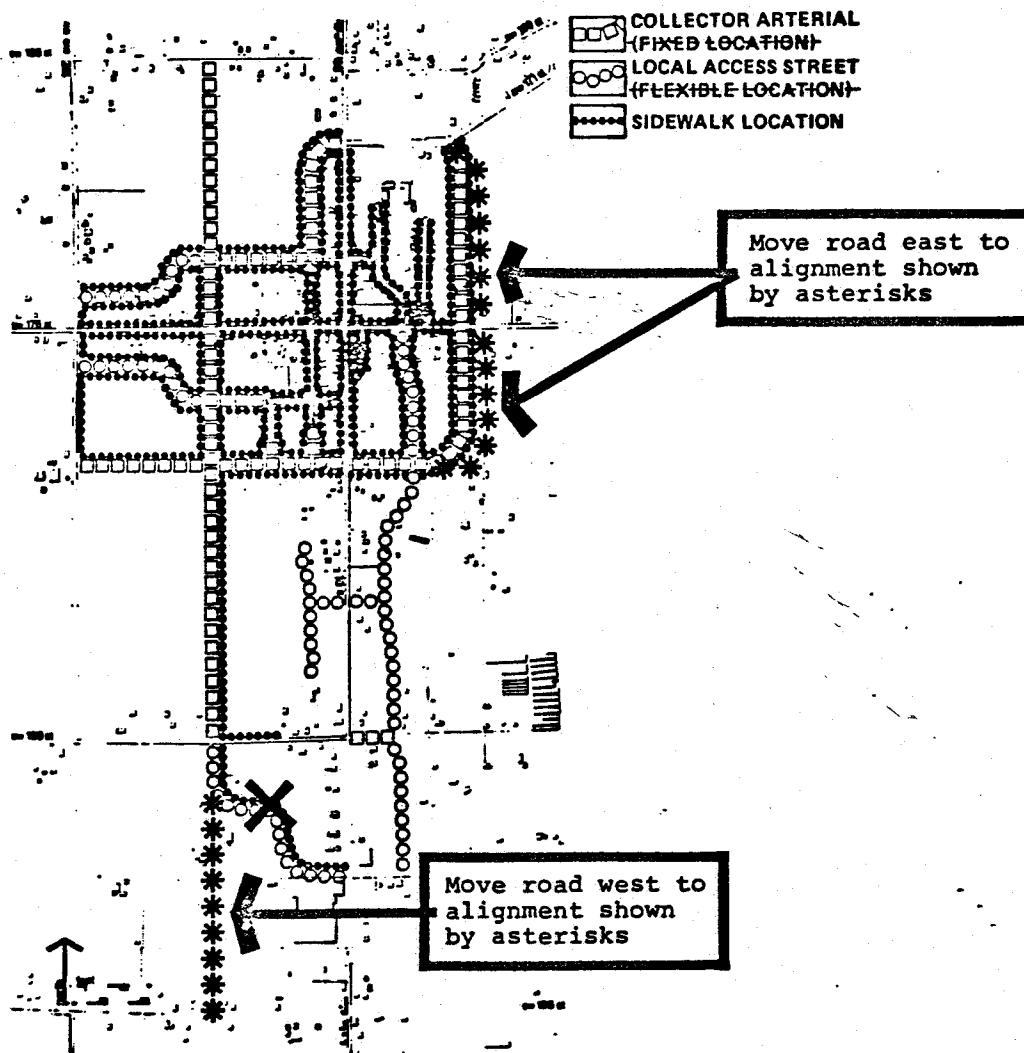 COLLECTOR ARTERIAL
(FIXED LOCATION)
LOCAL ACCESS STREET
(FLEXIBLE LOCATION)
SIDEWALK LOCATION
Move road east to
alignment shown
by asterisks
Move road west to
alignment shown
by asterisks